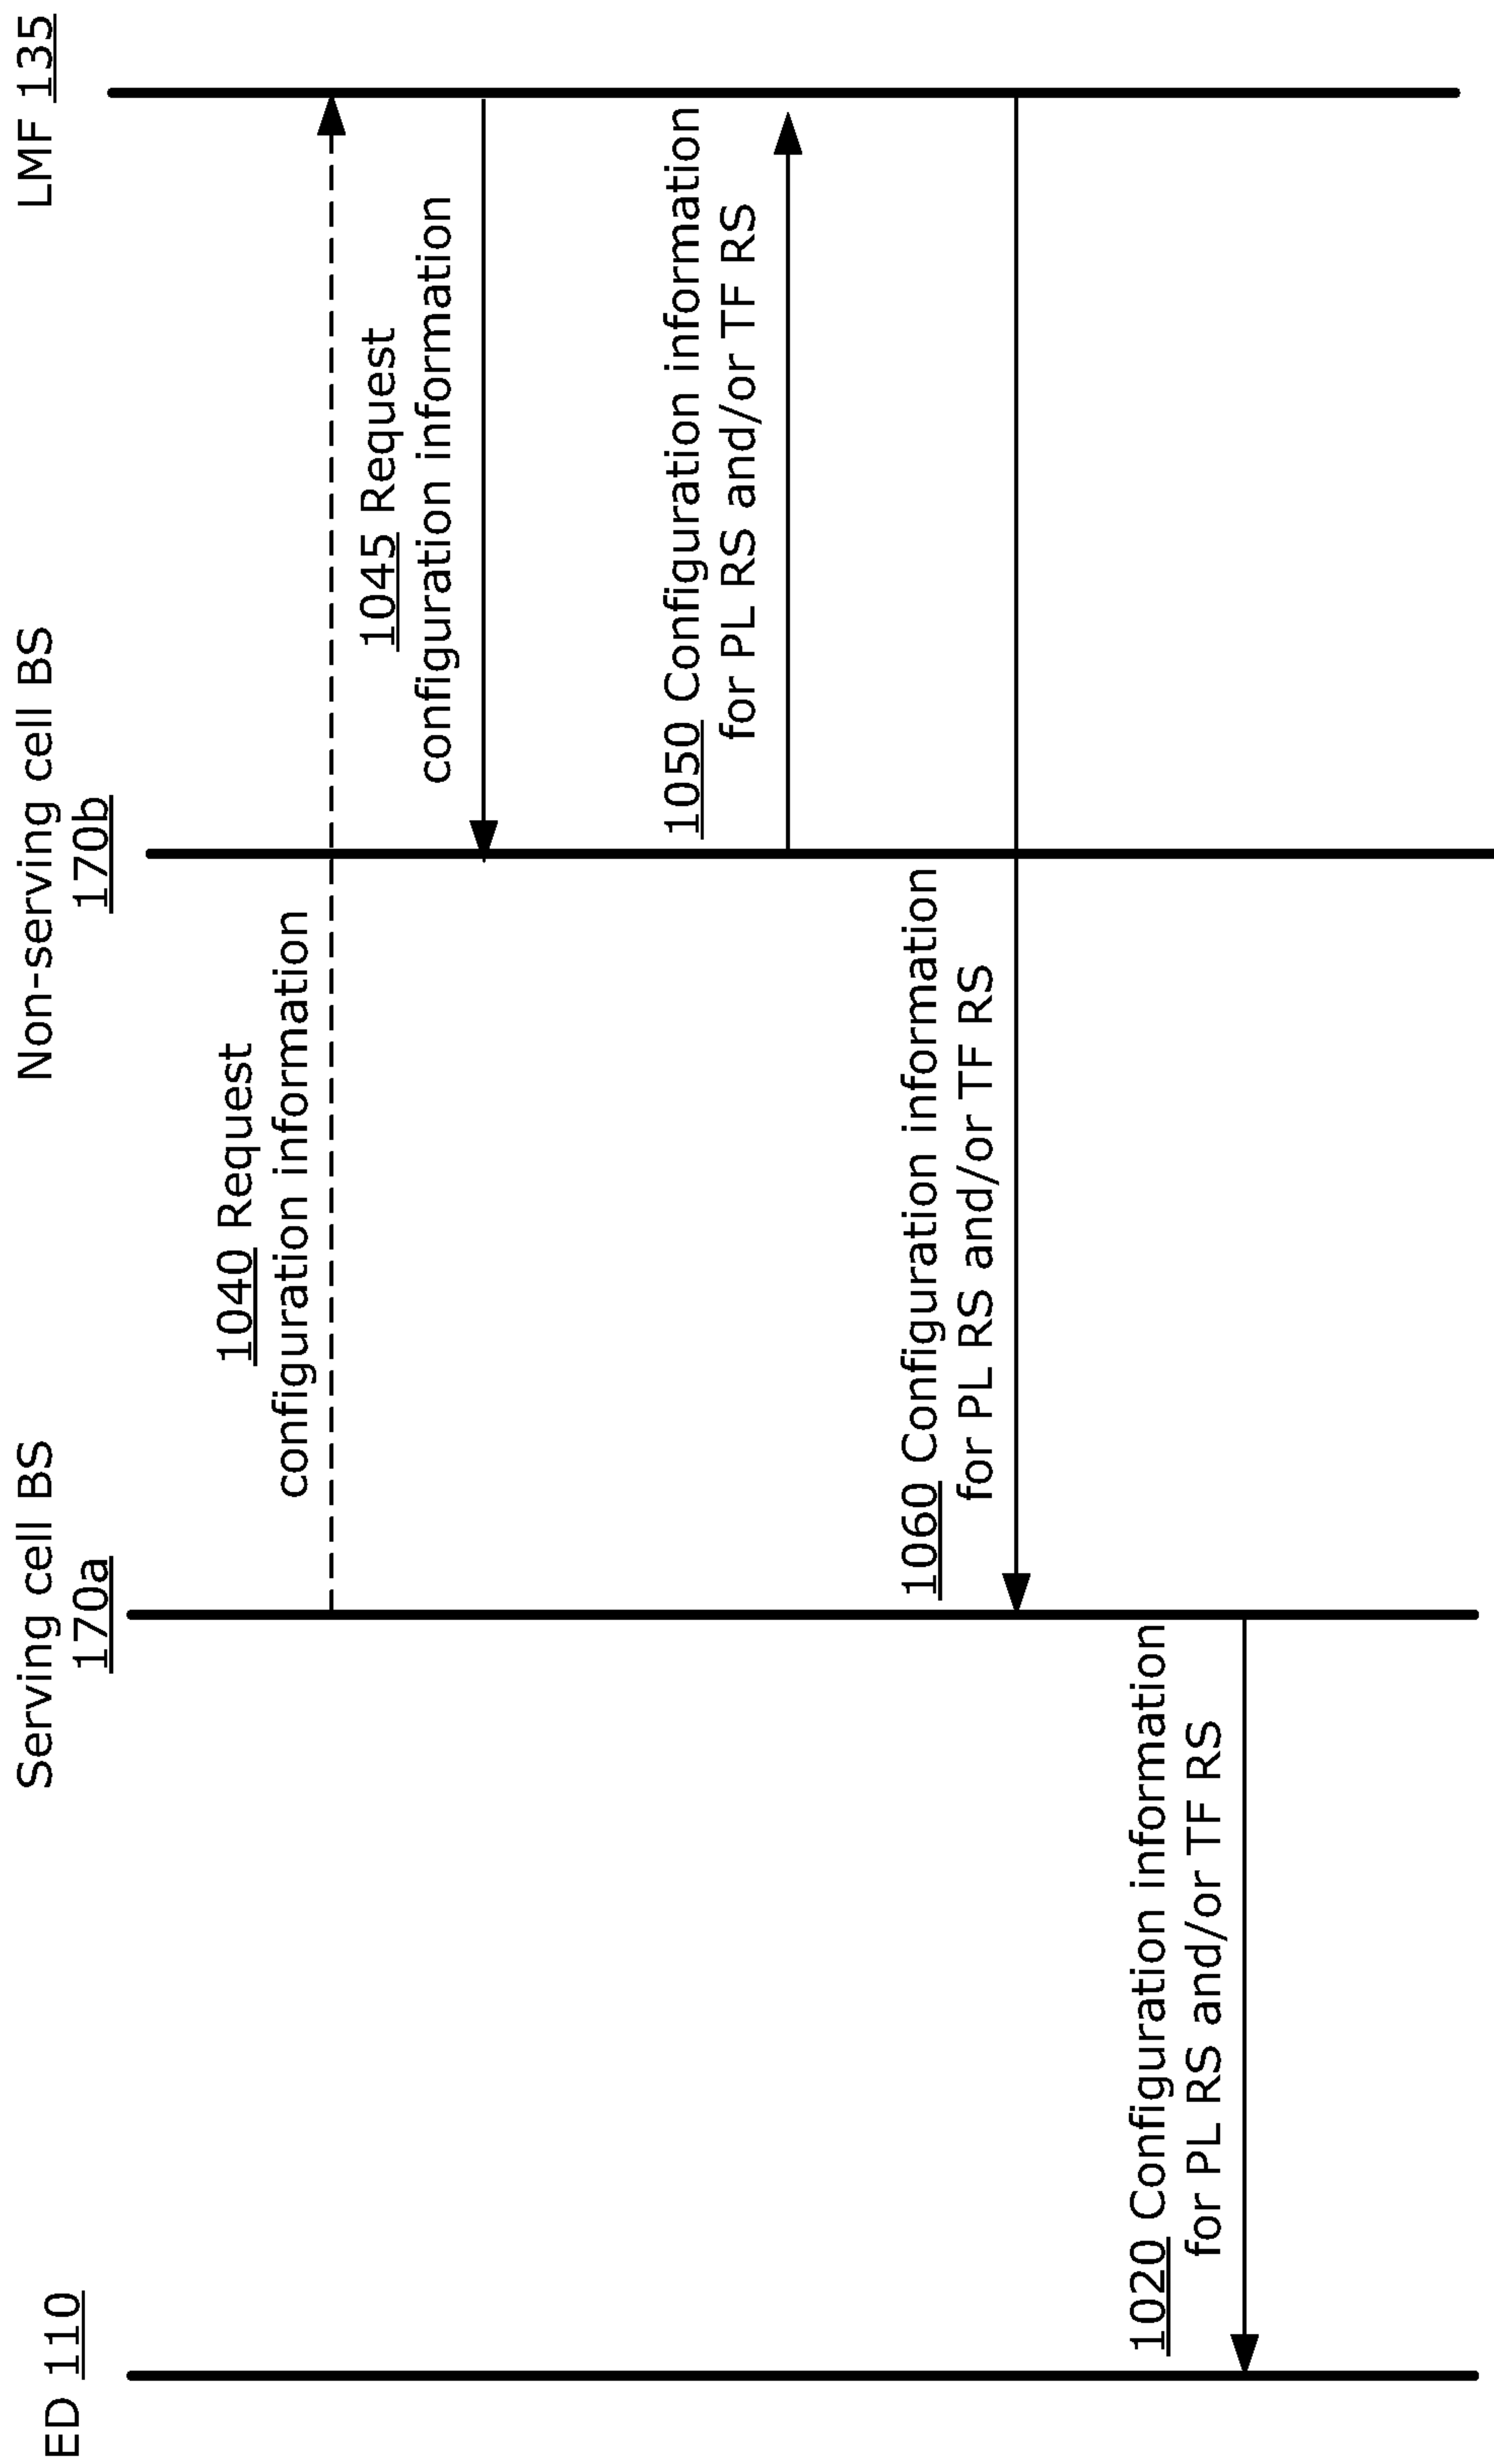 ED 110
Serving cell BS
170a
Non-serving cell BS
170b
LMF 135
1040 Request
configuration information
1045 Request
configuration information
1050 Configuration information
for PL RS and/or TF RS
1060 Configuration information
for PL RS and/or TF RS
1020 Configuration information
for PL RS and/or TF RS